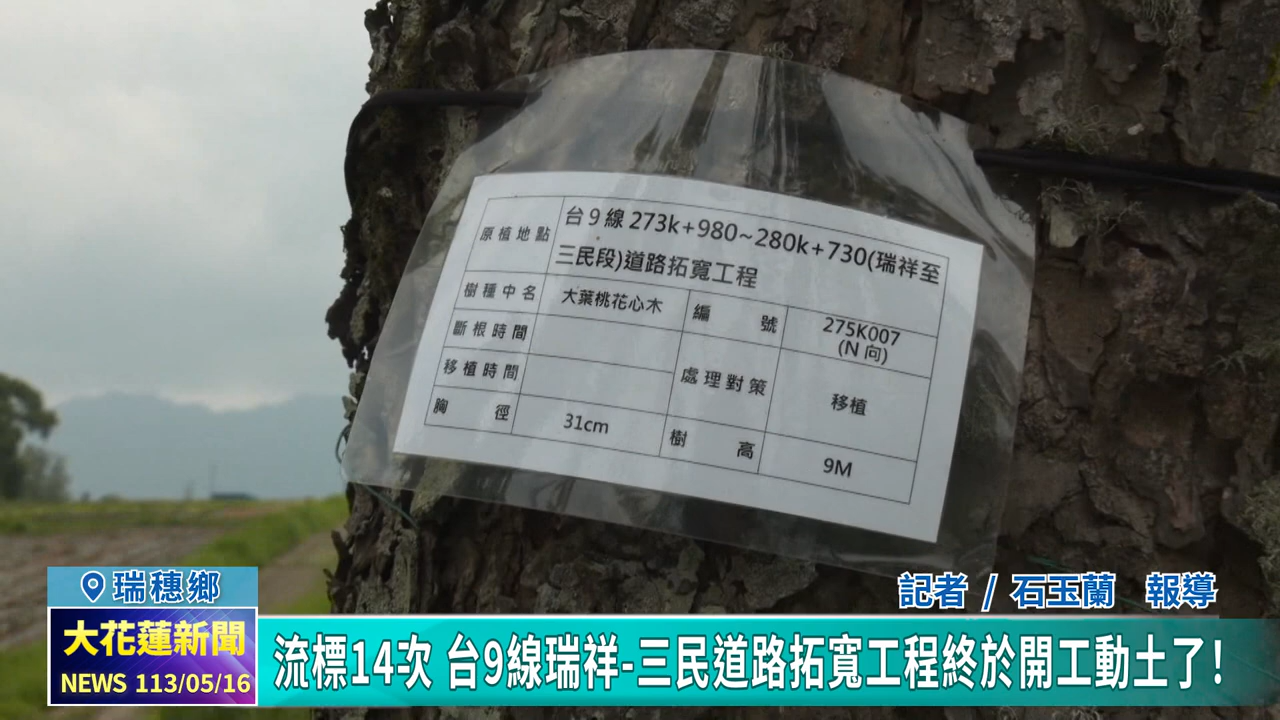 原植地點
台9線 273k+980~280k+730(瑞祥至
三民段)道路拓寬工程
樹種中名 大葉桃花心木 編號 275K007
(N 向)
斷根時間
移植時間 處理對策 移植
胸徑 31cm 樹高 9M
瑞穗鄉
記者 / 石玉蘭 報導
大花蓮新聞
NEWS 113/05/16
流標14次 台9線瑞祥-三民道路拓寬工程終於開工動土了!